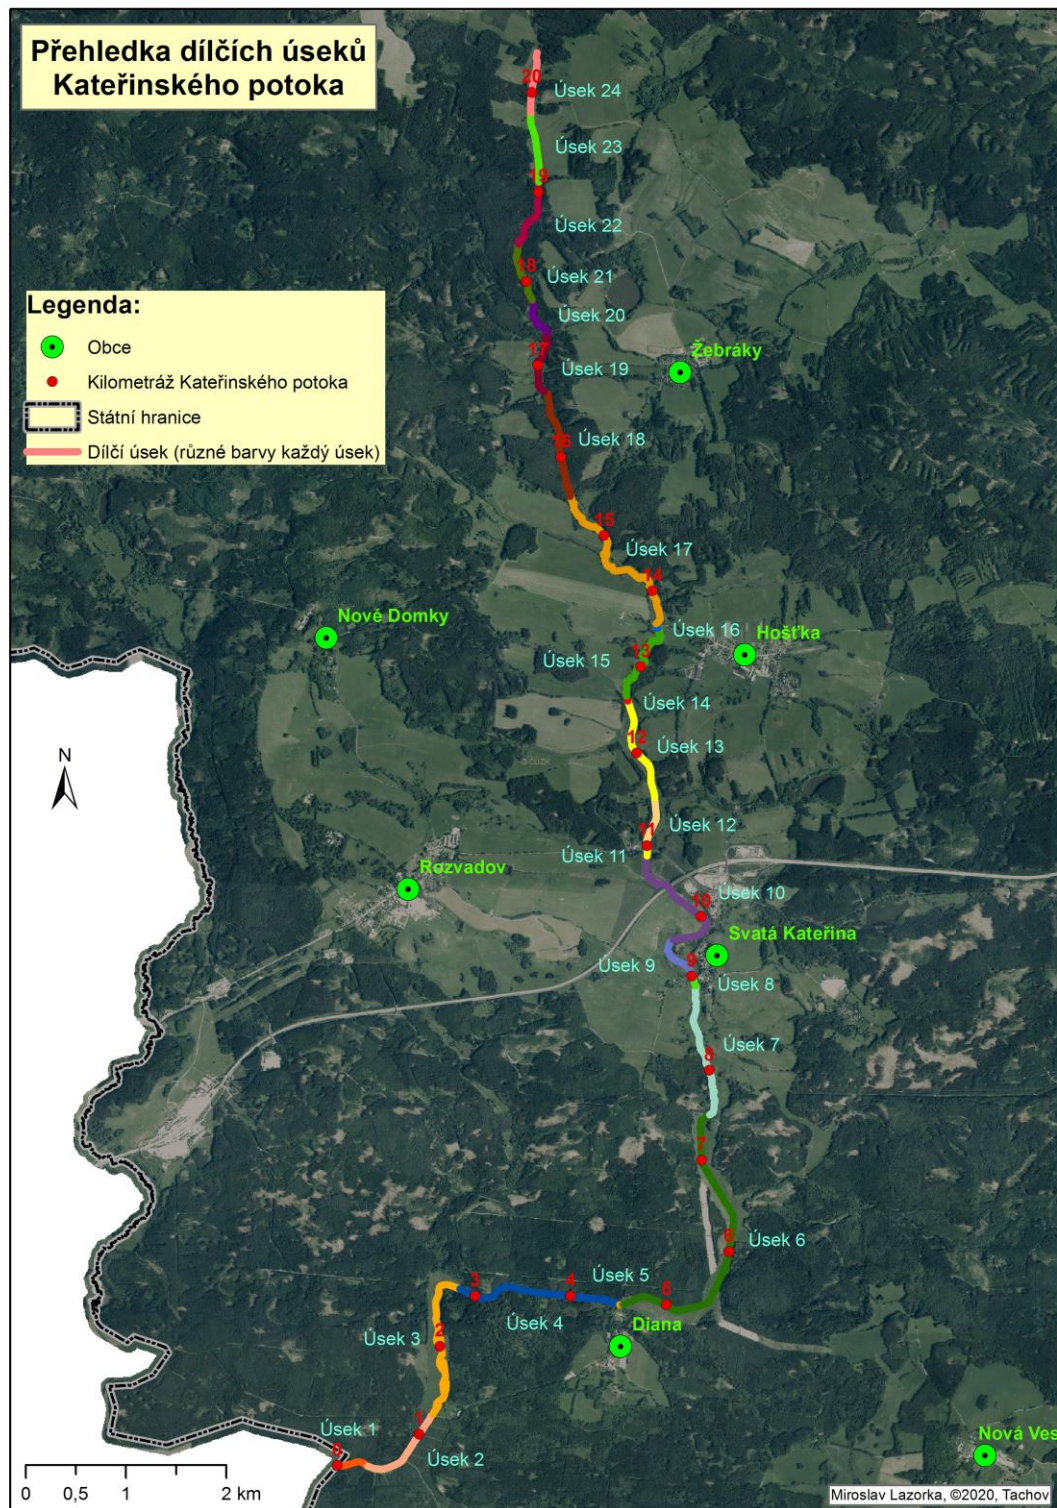 Přehledka dílčích úseků
Kateřinského potoka
20
Úsek 24
Úsek 23
19
Úsek 22
18
Úsek 21
Legenda:
Obce
Kilometráž Kateřinského potoka
Státní hranice
Dílčí úsek (různé barvy každý úsek)
Úsek 20
17
Úsek 19
Žebráky
16
Úsek 18
15
Úsek 17
14
Nové Domky
Úsek 16
Hošťka
13
Úsek 15
Úsek 14
12
Úsek 13
N
© ČÚZK
11
Úsek 12
Úsek 11
Rozvadov
10
Úsek 10
Svatá Kateřina
9
Úsek 9
Úsek 8
8
Úsek 7
7
6
Úsek 6
3
4
Úsek 5
5
Úsek 4
Diana
2
Úsek 3
1
Úsek 1
0
Úsek 2
Nová Ves
0 0,5 1 2 km
Miroslav Lazorka, ©2020, Tachov